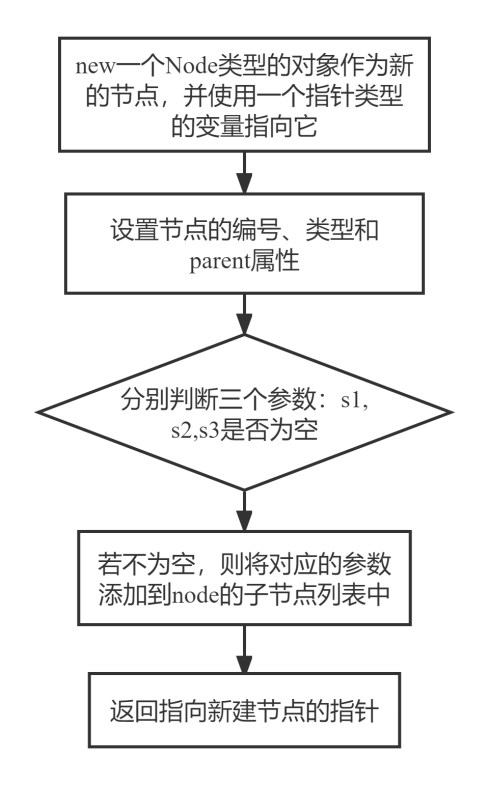 new一个Node类型的对象作为新
的节点，并使用一个指针类型
的变量指向它
设置节点的编号、类型和
parent属性
分别判断三个参数：s1,
s2,s3是否为空
若不为空，则将对应的参数
添加到node的子节点列表中
返回指向新建节点的指针